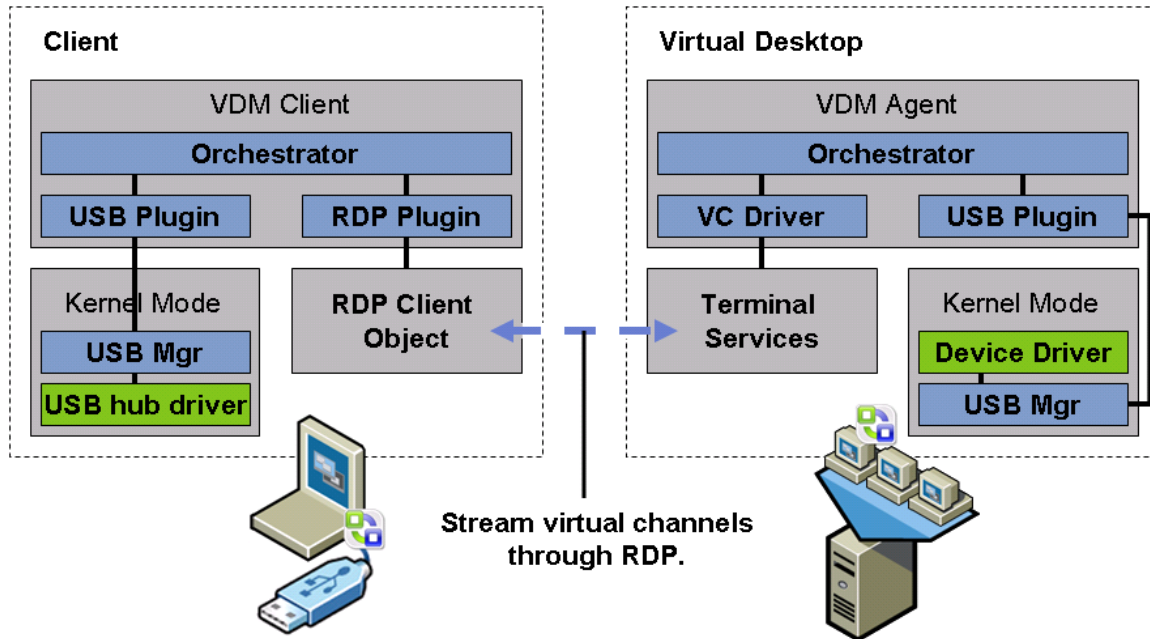 Client
VDM Client
Orchestrator
USB Plugin
RDP Plugin
Kernel Mode
USB Mgr
USB hub driver
RDP Client
Object
Virtual Desktop
VDM Agent
Orchestrator
VC Driver
USB Plugin
Terminal
Services
Kernel Mode
Device Driver
USB Mgr
Stream virtual channels
through RDP.